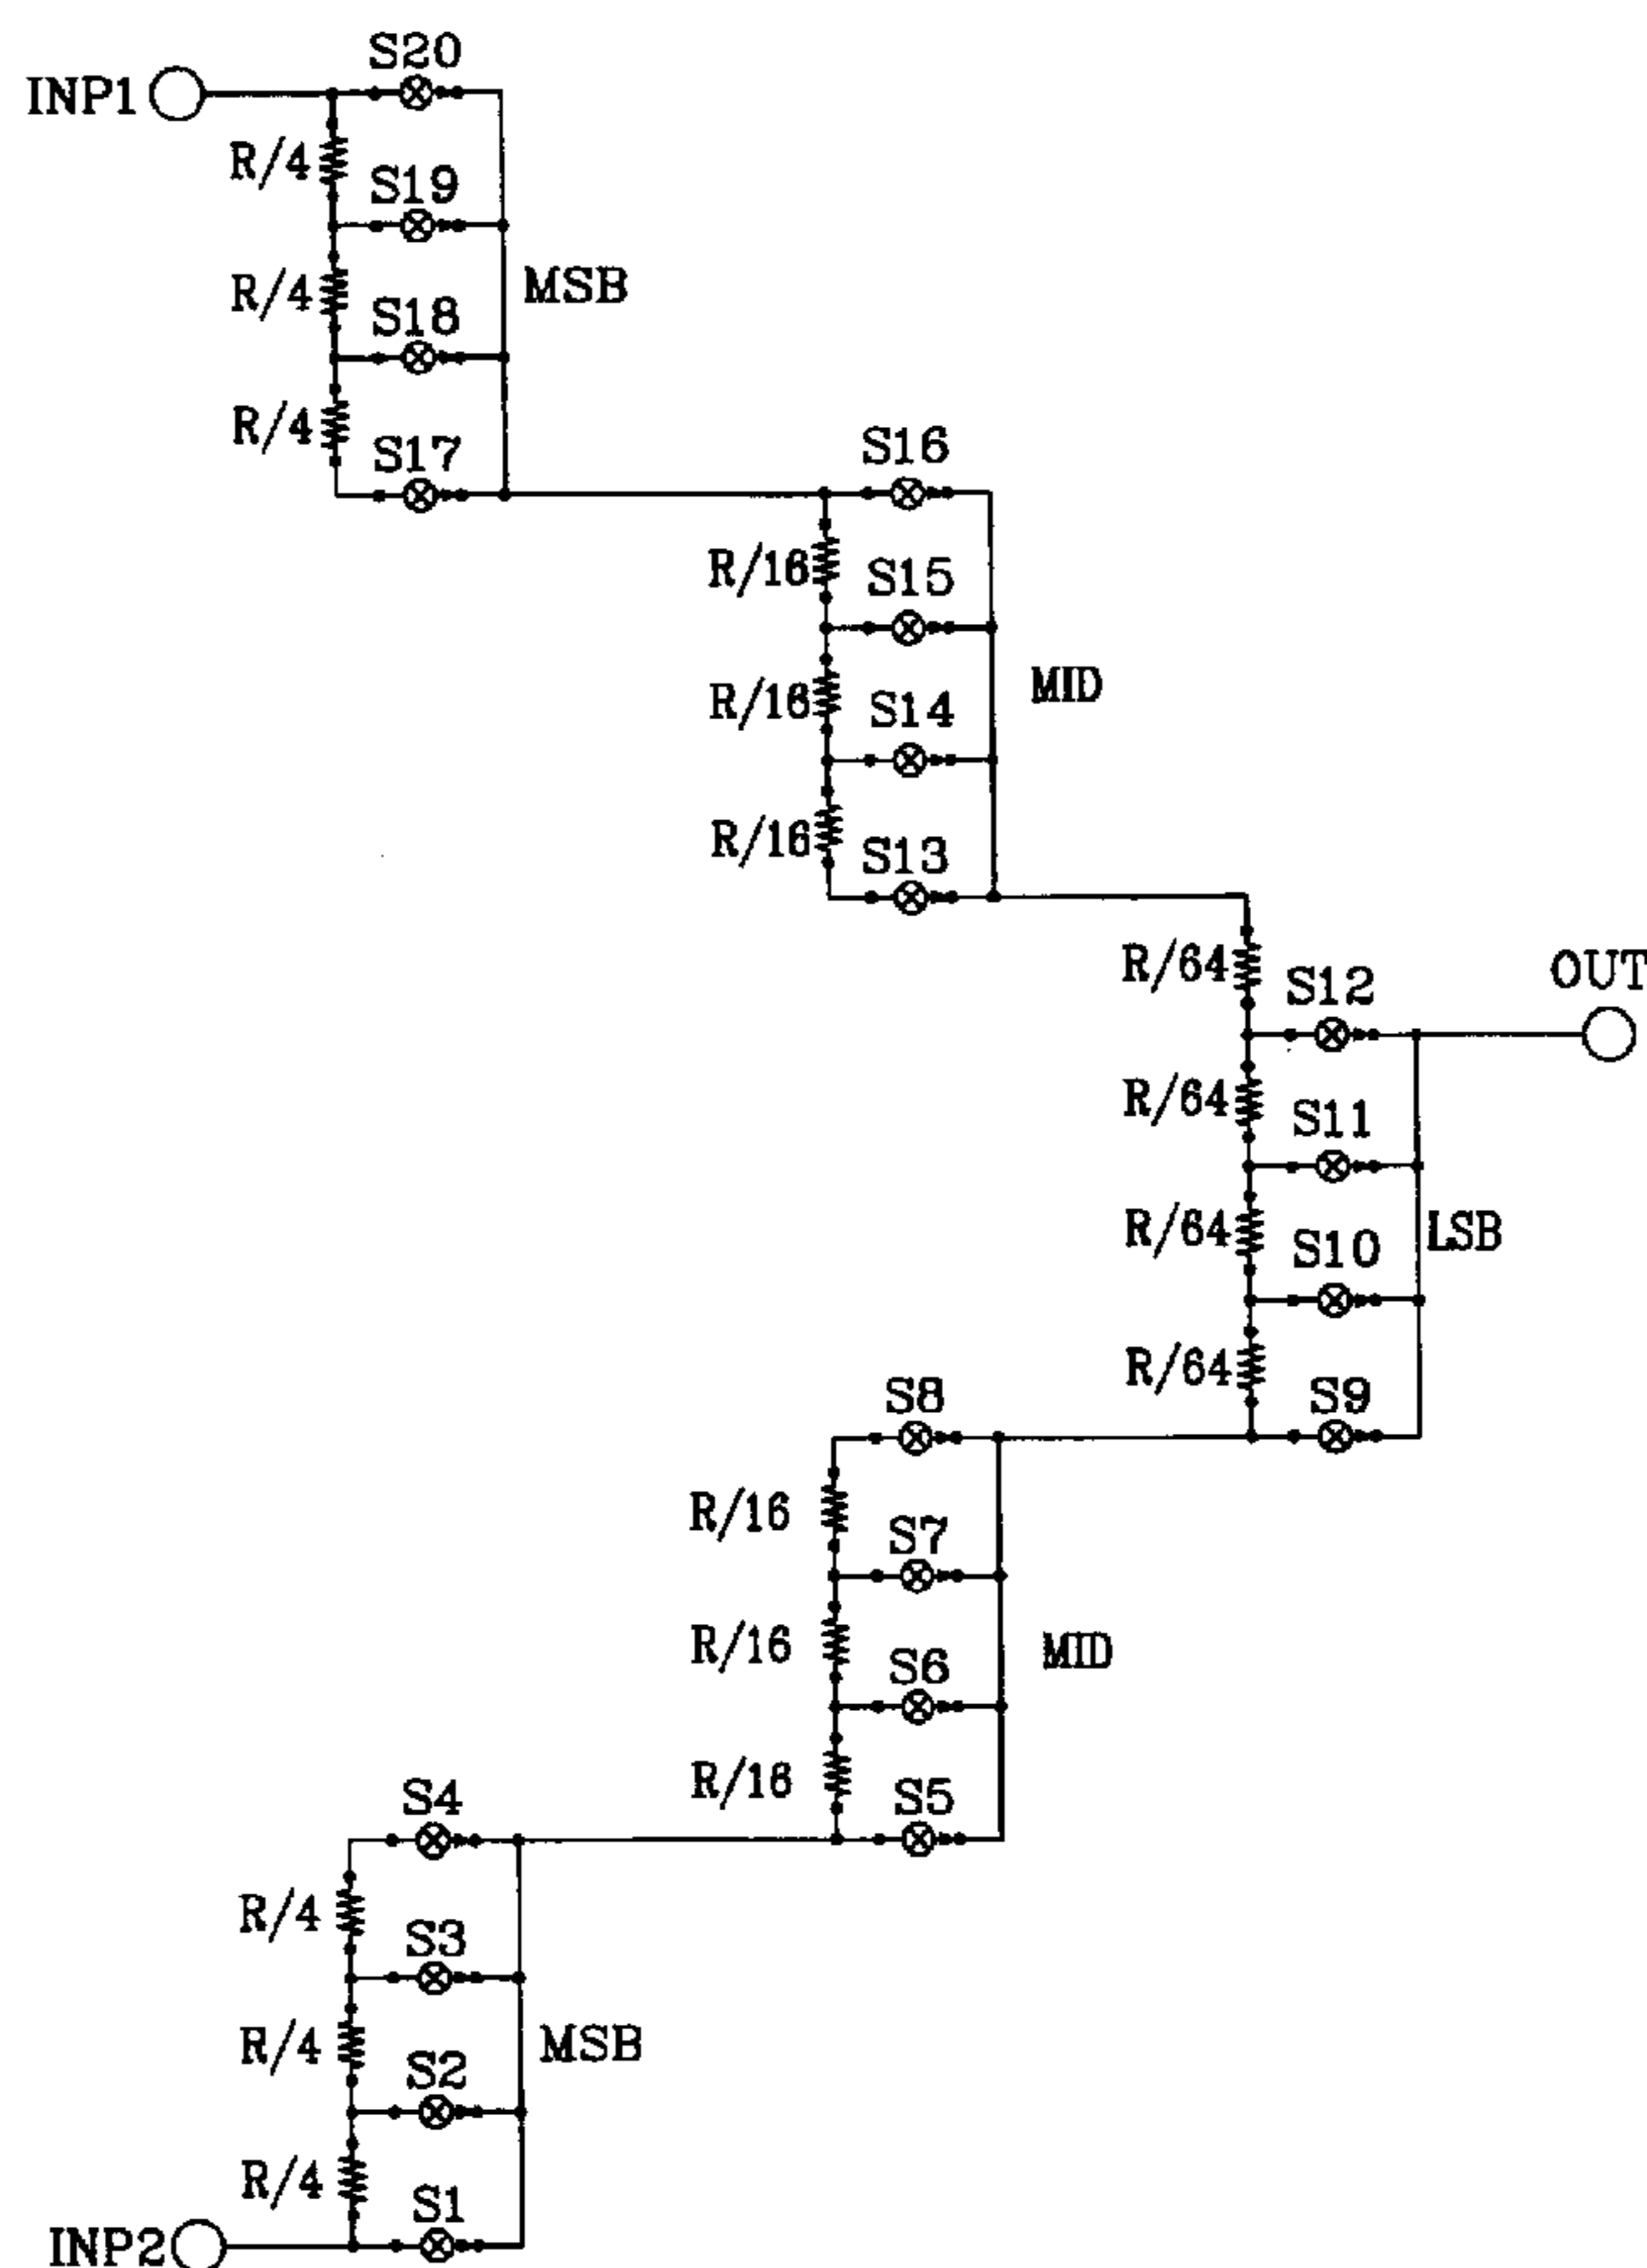 S20
INP1
R/4
S19
R/4
MSB
S18
R/4
S17
S16
R/16
S15
R/16
MID
S14
R/16
S13
R/64
S12
OUT
R/64
S11
R/64
S10
LSB
R/64
S9
S8
R/16
S7
R/16
S6
MID
R/16
S5
S4
R/4
S3
R/4
MSB
S2
R/4
S1
INP2